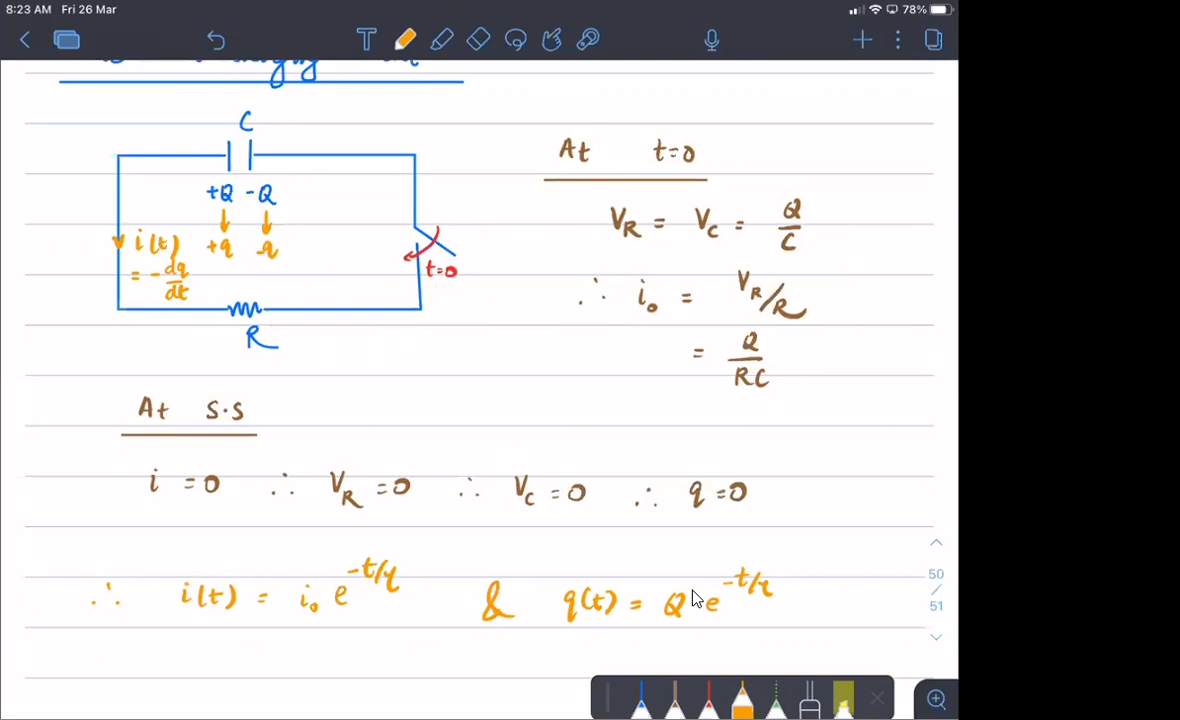 8:23 AM Fri 26 Mar
78%
T
C
+Q -Q
i(t) +q -q
= - dq/dt
t=0
R
At t=0
V_R = V_C = Q/C
∴ i₀ = V_R/R
= Q/RC
At S.S
i = 0 ∴ V_R = 0 ∴ V_C = 0 ∴ q = 0
∴ i(t) = i₀ e^{-t/τ} & q(t) = Q e^{-t/τ}
50
/
51